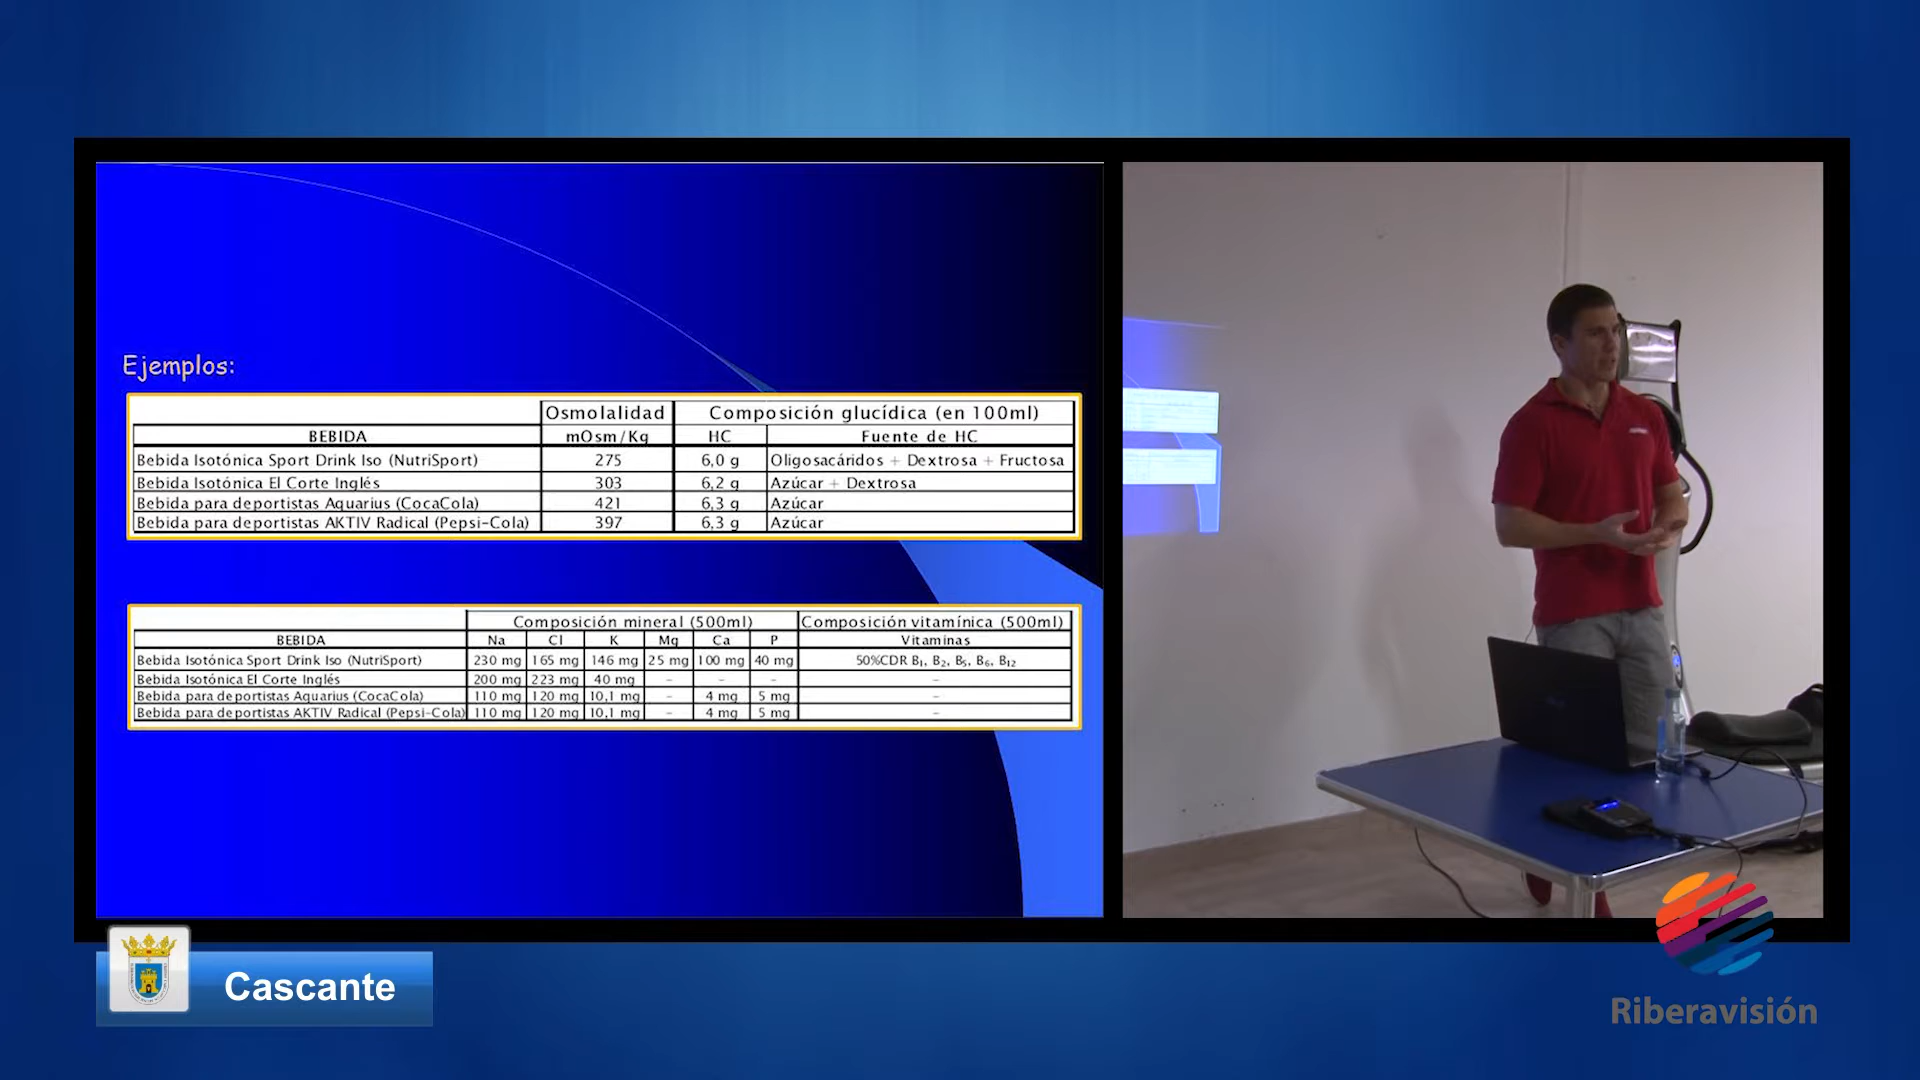 Ejemplos:
Osmolalidad Composición glucídica (en 100ml)
BEBIDA mOsm/Kg HC Fuente de HC
Bebida Isotónica Sport Drink Iso (NutriSport) 275 6,0 g Oligosacáridos + Dextrosa + Fructosa
Bebida Isotónica El Corte Inglés 303 6,2 g Azúcar + Dextrosa
Bebida para deportistas Aquarius (CocaCola) 421 6,3 g Azúcar
Bebida para deportistas AKTIV Radical (Pepsi-Cola) 397 6,3 g Azúcar
Composición mineral (500ml) Composición vitamínica (500ml)
BEBIDA Na Cl K Mg Ca P Vitaminas
Bebida Isotónica Sport Drink Iso (NutriSport) 230 mg 165 mg 146 mg 25 mg 100 mg 40 mg 50%CDR B₁, B₂, B₅, B₆, B₁₂
Bebida Isotónica El Corte Inglés 200 mg 223 mg 40 mg – – – –
Bebida para deportistas Aquarius (CocaCola) 110 mg 120 mg 10,1 mg – 4 mg 5 mg –
Bebida para deportistas AKTIV Radical (Pepsi-Cola) 110 mg 120 mg 10,1 mg – 4 mg 5 mg –
Cascante
Riberavisión